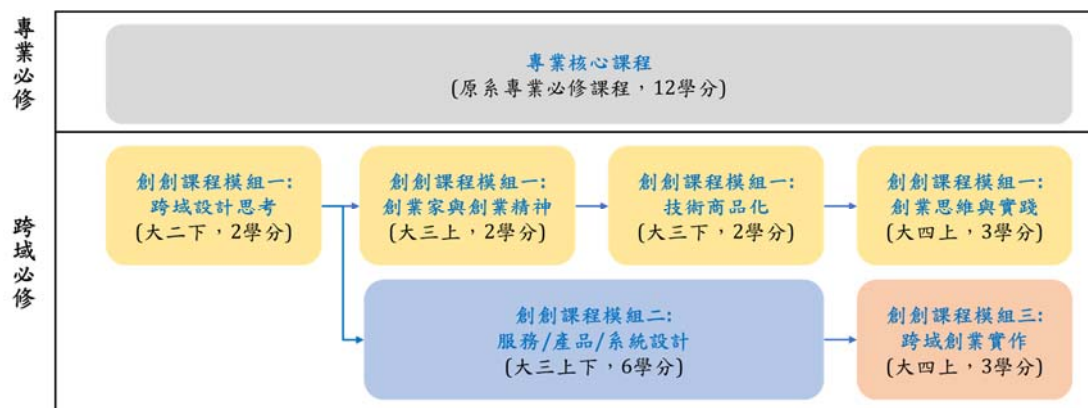 專業必修
專業核心課程
(原系專業必修課程，12學分)
跨域必修
創創課程模組一:
跨域設計思考
(大二下，2學分)
創創課程模組一:
創業家與創業精神
(大三上，2學分)
創創課程模組一:
技術商品化
(大三下，2學分)
創創課程模組一:
創業思維與實踐
(大四上，3學分)
創創課程模組二:
服務/產品/系統設計
(大三上下，6學分)
創創課程模組三:
跨域創業實作
(大四上，3學分)